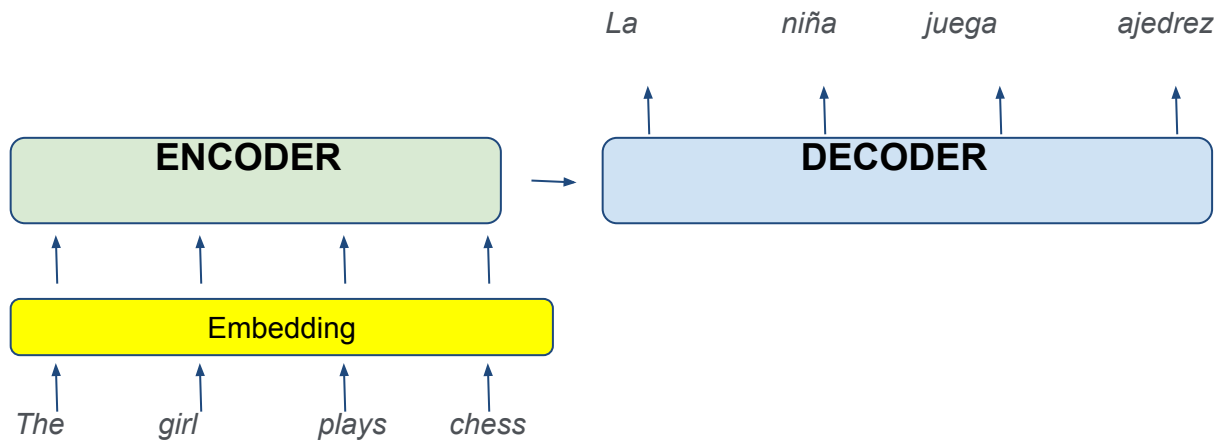 La niña juega ajedrez
ENCODER
DECODER
Embedding
The girl plays chess